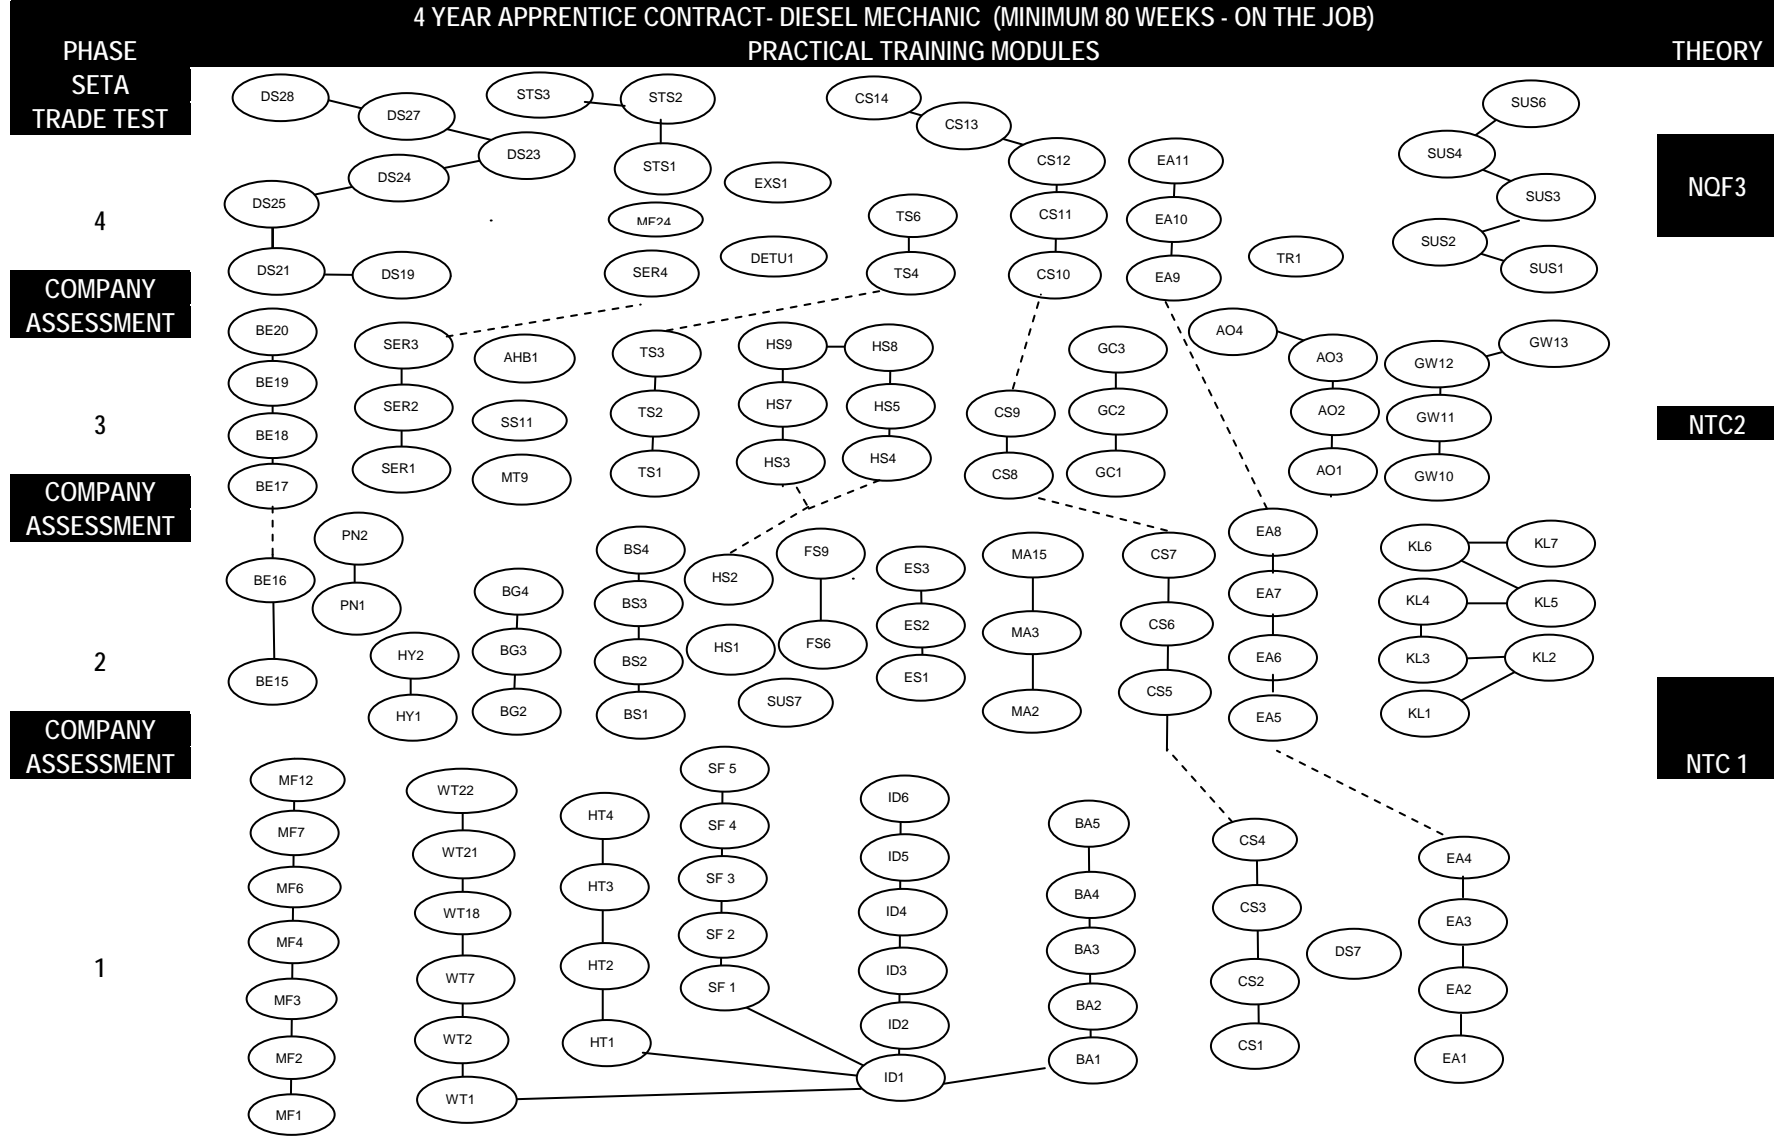 4 YEAR APPRENTICE CONTRACT- DIESEL MECHANIC (MINIMUM 80 WEEKS - ON THE JOB)
PHASE PRACTICAL TRAINING MODULES THEORY
SETA
TRADE TEST
DS28 STS3 STS2 CS14 SUS6
DS27 CS13
DS23 STS1 CS12 EA11 SUS4
DS24 EXS1 NQF3
DS25 SUS3
4 MF24 TS6 CS11 EA10
SUS2
DS21 DS19 SER4 DETU1 TS4 CS10 EA9 TR1 SUS1
COMPANY
ASSESSMENT
BE20 SER3 AHB1 TS3 HS9 HS8 GC3 AO4 AO3 GW12 GW13
BE19
3 SER2 SS11 TS2 HS7 HS5 CS9 GC2 AO2 GW11 NTC2
BE18
SER1 MT9 TS1 HS3 HS4 CS8 GC1 AO1 GW10
BE17
COMPANY
ASSESSMENT
PN2 BS4 FS9 MA15 CS7 EA8 KL6 KL7
BE16 HS2 ES3
PN1 BG4 BS3 EA7 KL4 KL5
2 HY2 BG3 BS2 HS1 FS6 ES2 MA3 CS6 EA6 KL3 KL2
BE15 ES1 CS5
HY1 BG2 BS1 SUS7 MA2 EA5 KL1
COMPANY
ASSESSMENT NTC 1
MF12 WT22 SF 5 ID6
MF7 HT4 SF 4 BA5 CS4
WT21 ID5 EA4
MF6 HT3 SF 3 BA4
WT18 ID4 CS3 EA3
MF4 SF 2 BA3 DS7
1 WT7 HT2 SF 1 ID3 CS2 EA2
MF3 BA2
WT2 HT1 ID2 CS1
MF2 ID1 BA1 EA1
MF1 WT1